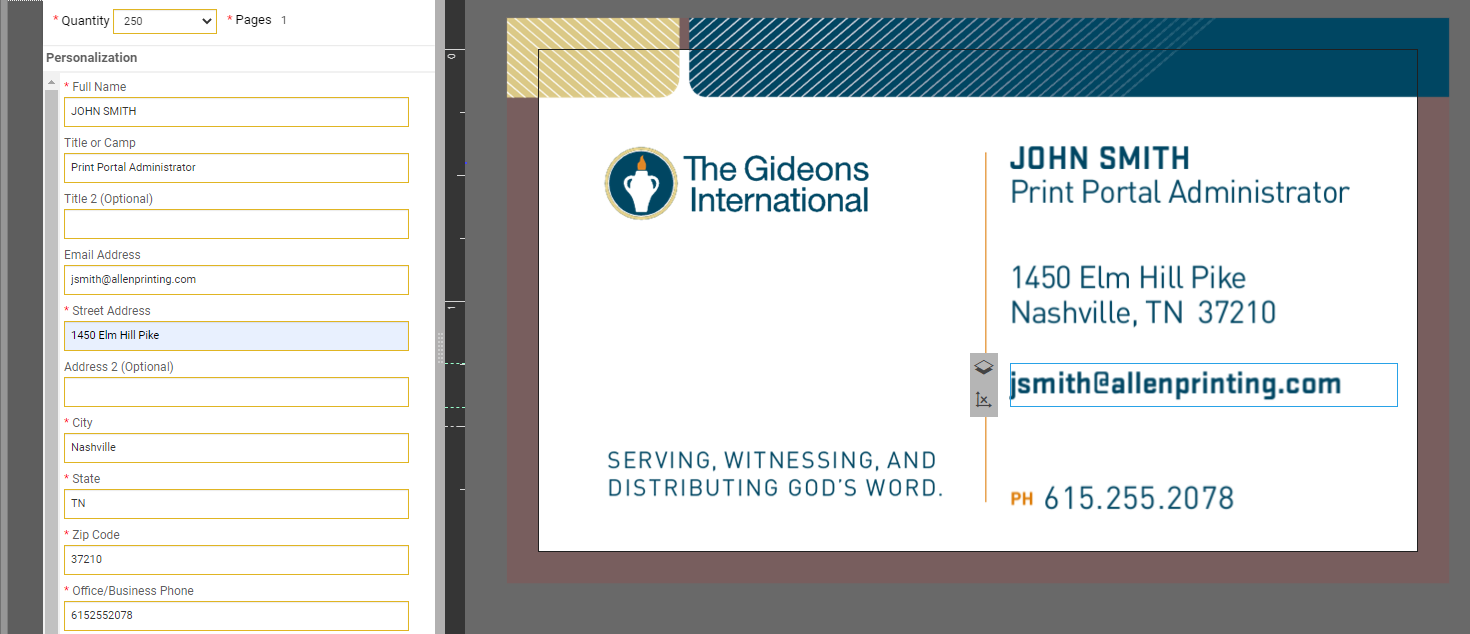 * Quantity 250 * Pages 1
Personalization
* Full Name
JOHN SMITH
Title or Camp
Print Portal Administrator
Title 2 (Optional)
Email Address
jsmith@allenprinting.com
* Street Address
1450 Elm Hill Pike
Address 2 (Optional)
* City
Nashville
* State
TN
* Zip Code
37210
* Office/Business Phone
6152552078
0
1
The Gideons
International
SERVING, WITNESSING, AND
DISTRIBUTING GOD'S WORD.
JOHN SMITH
Print Portal Administrator
1450 Elm Hill Pike
Nashville, TN 37210
jsmith@allenprinting.com
PH 615.255.2078